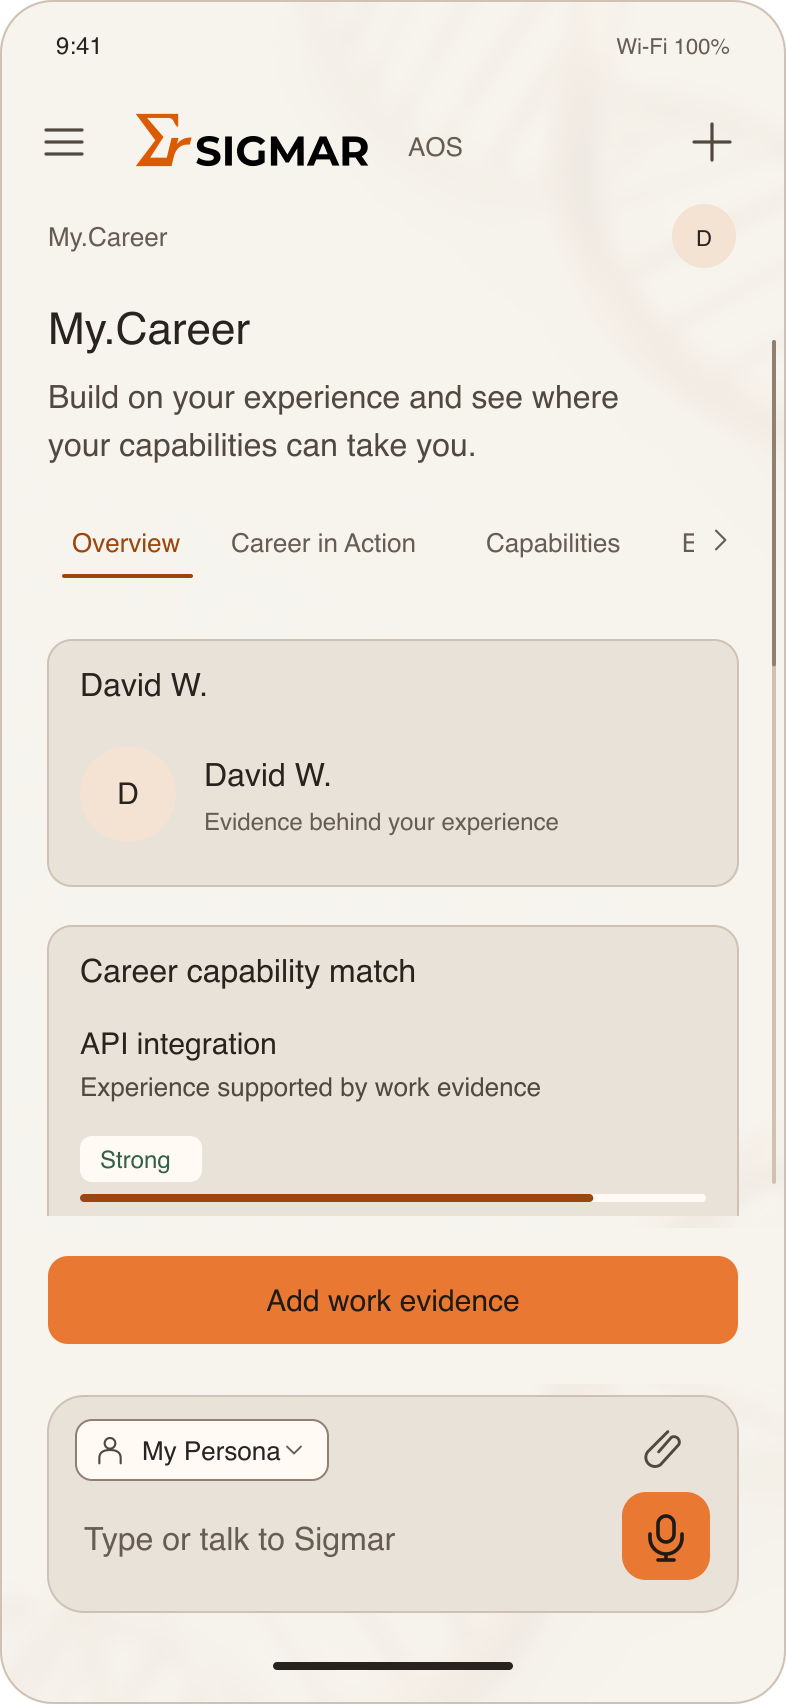 9:41
Wi-Fi 100%
Σr SIGMAR AOS
My.Career
D
My.Career
Build on your experience and see where
your capabilities can take you.
Overview Career in Action Capabilities E
David W.
D
David W.
Evidence behind your experience
Career capability match
API integration
Experience supported by work evidence
Strong
Add work evidence
My Persona
Type or talk to Sigmar